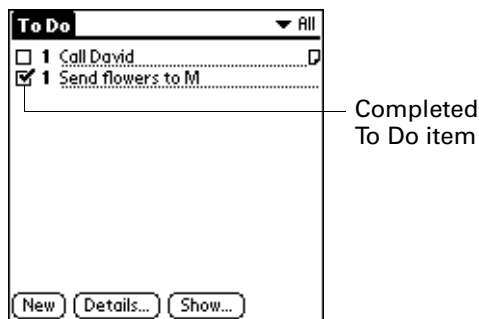 To Do All
1 Call David
1 Send flowers to M
Completed
To Do item
New Details... Show...